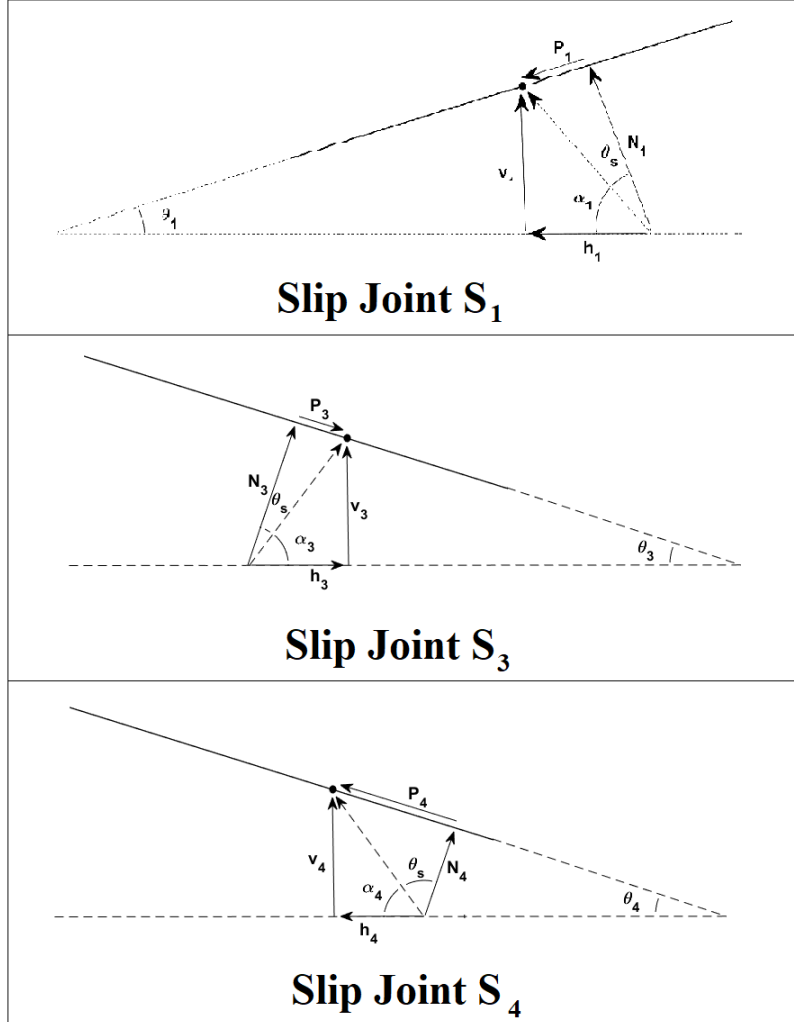 P₁
N₁
θₛ
α₁
θ₁
h₁
Slip Joint S₁
P₃
N₃
θₛ
v₃
α₃
θ₃
h₃
Slip Joint S₃
P₄
v₄
θₛ
N₄
α₄
θ₄
h₄
Slip Joint S₄